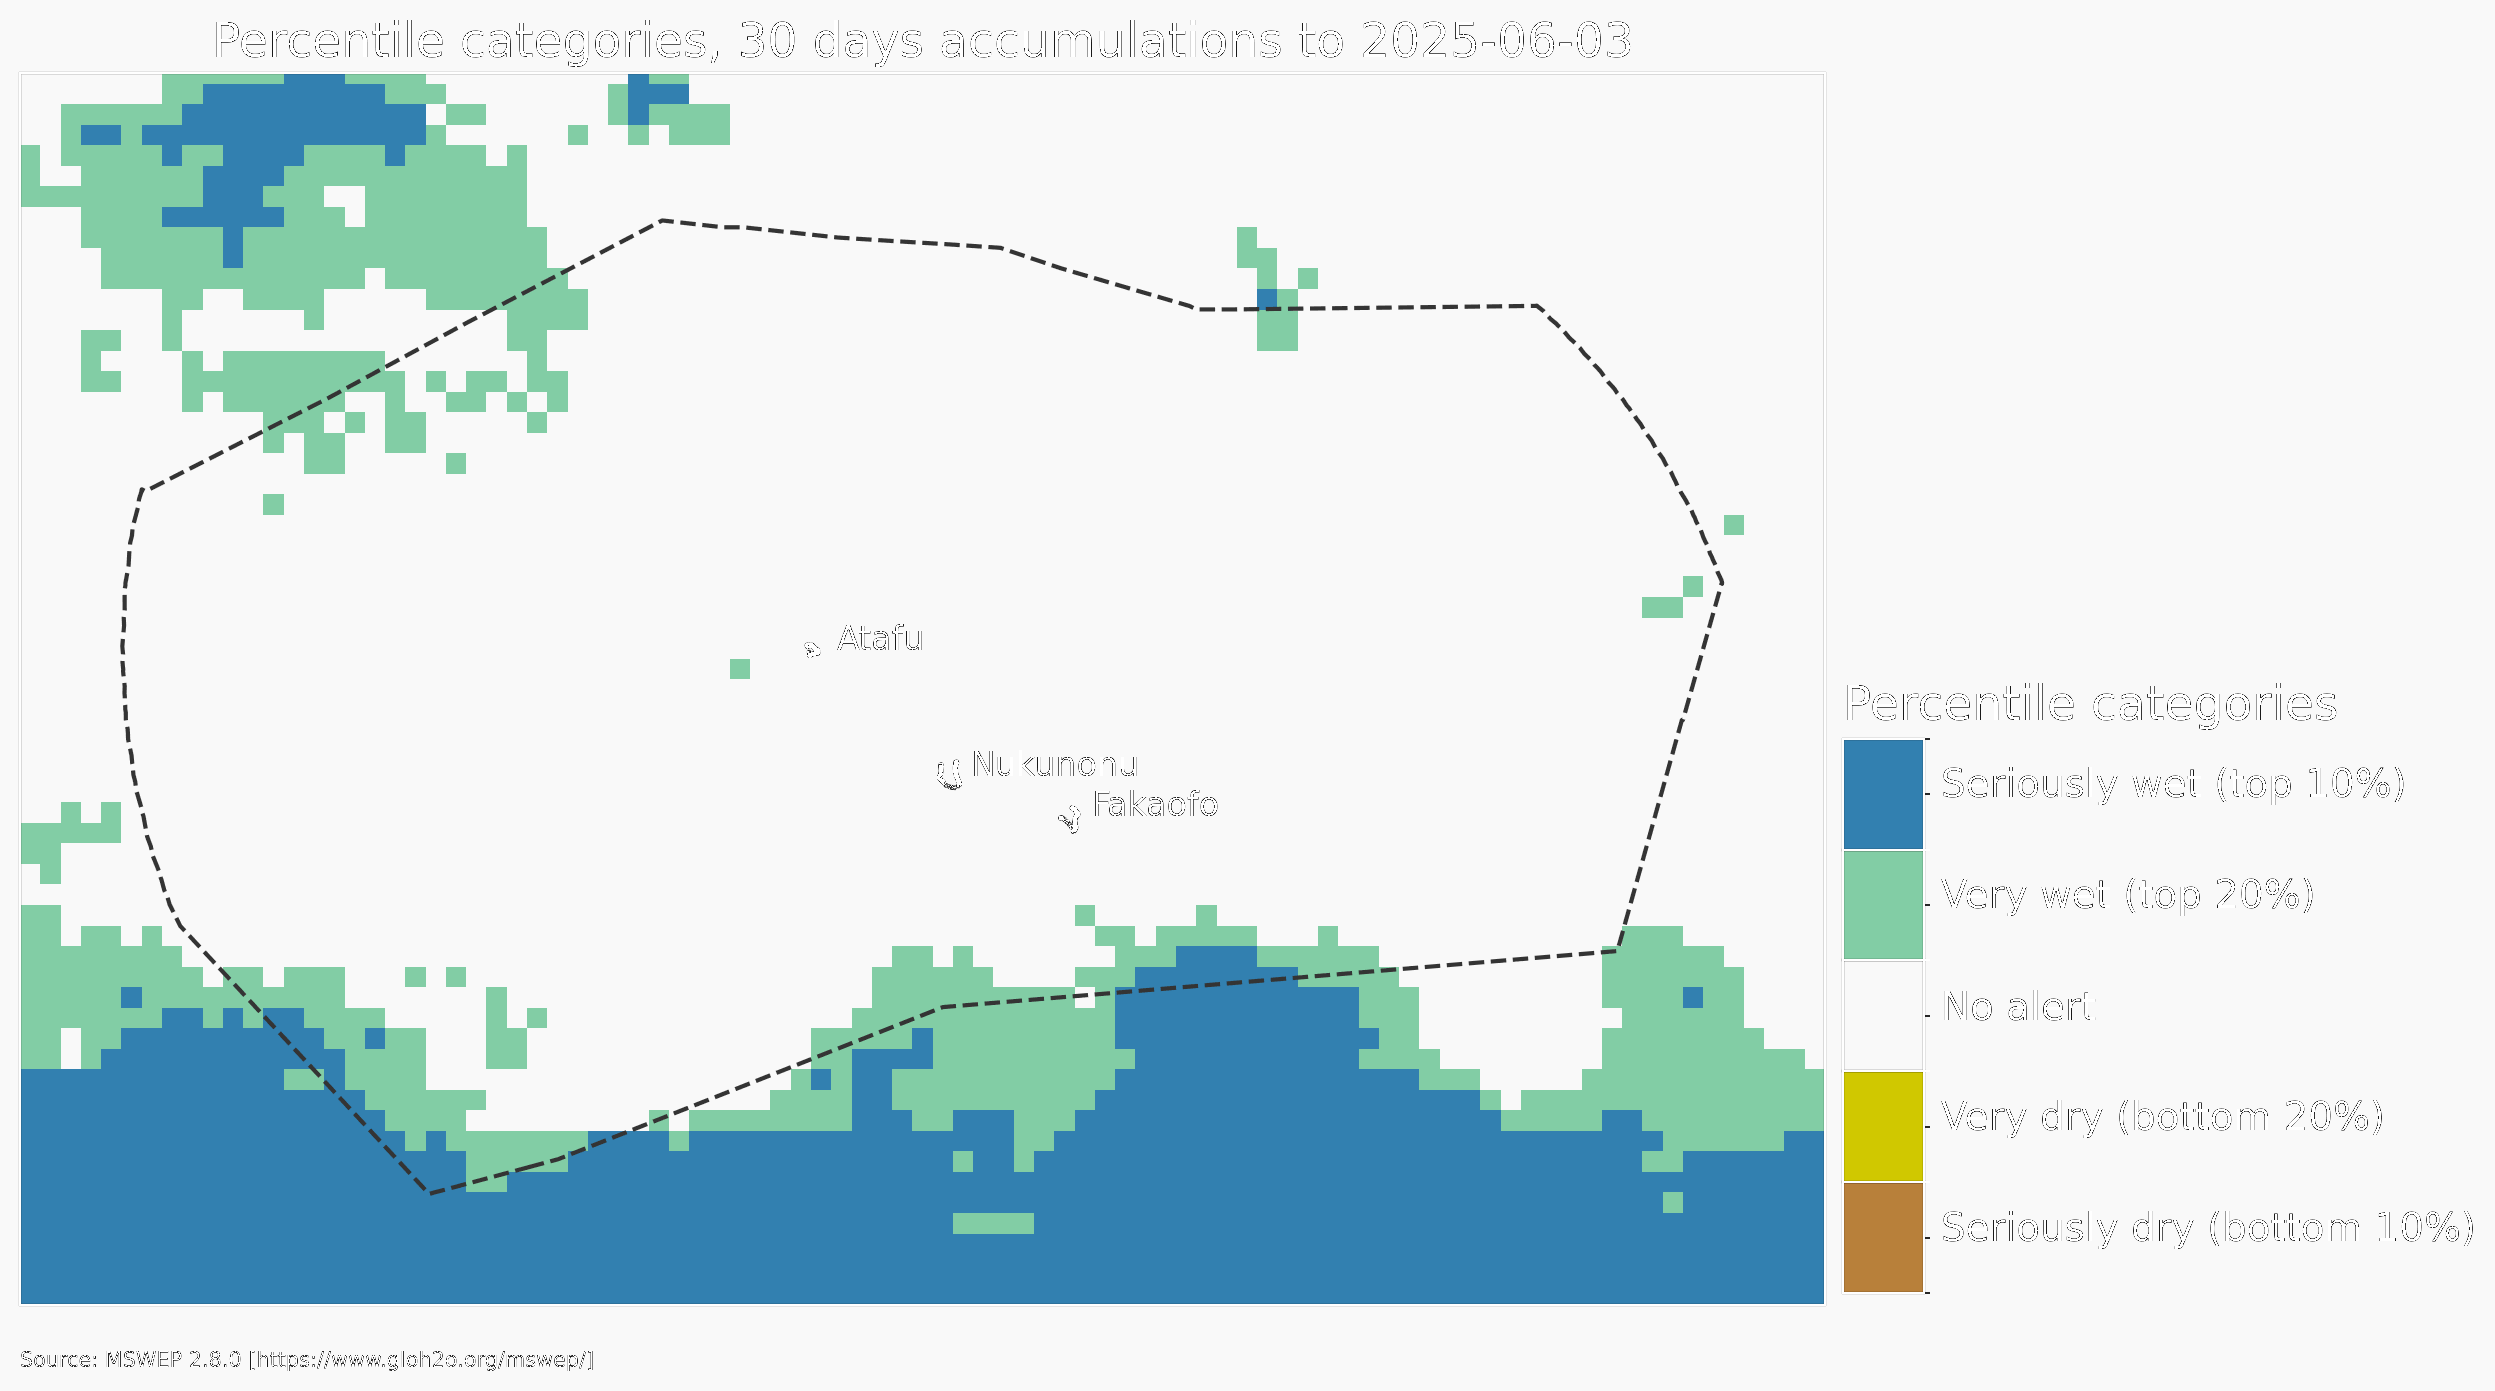 Percentile categories, 30 days accumulations to 2025-06-03
Atafu
Nukunonu
Fakaofo
Percentile categories
Seriously wet (top 10%)
Very wet (top 20%)
No alert
Very dry (bottom 20%)
Seriously dry (bottom 10%)
Source: MSWEP 2.8.0 [https://www.gloh2o.org/mswep/]